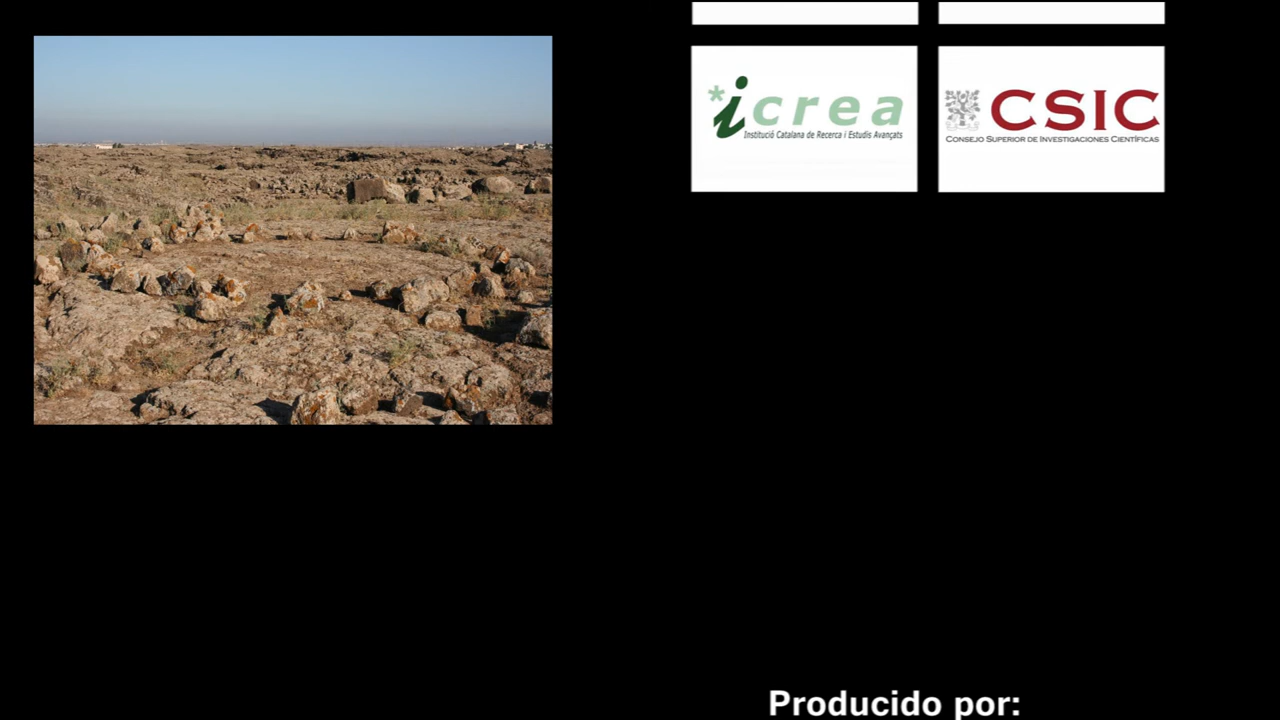 icrea
Institució Catalana de Recerca i Estudis Avançats
CSIC
CONSEJO SUPERIOR DE INVESTIGACIONES CIENTÍFICAS
Producido por: